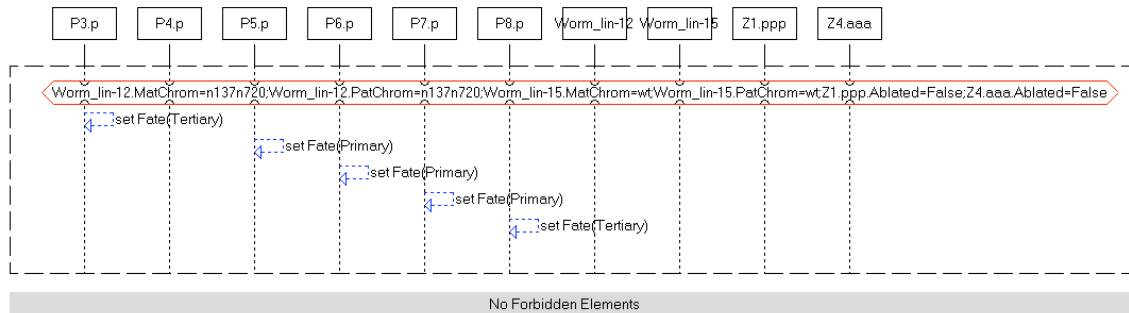 P3.p P4.p P5.p P6.p P7.p P8.p Worm_lin-12 Worm_lin-15 Z1.ppp Z4.aaa
Worm_lin-12.MatChrom=n137n720;Worm_lin-12.PatChrom=n137n720;Worm_lin-15.MatChrom=wt;Worm_lin-15.PatChrom=wt;Z1.ppp.Ablated=False;Z4.aaa.Ablated=False
set Fate(Tertiary)
set Fate(Primary)
set Fate(Primary)
set Fate(Primary)
set Fate(Tertiary)
No Forbidden Elements